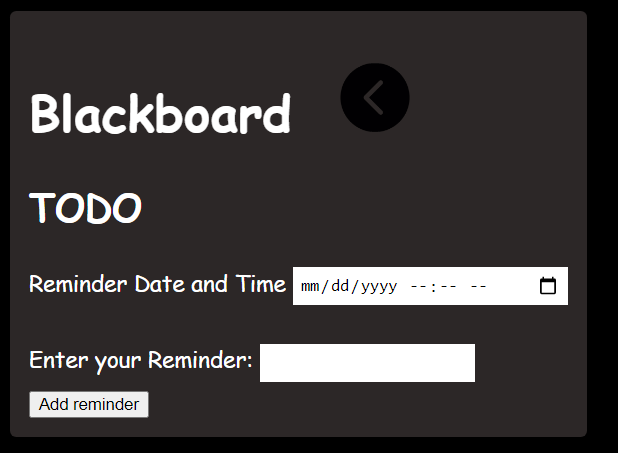 Blackboard
TODO
Reminder Date and Time mm/dd/yyyy --:-- --
Enter your Reminder:
Add reminder